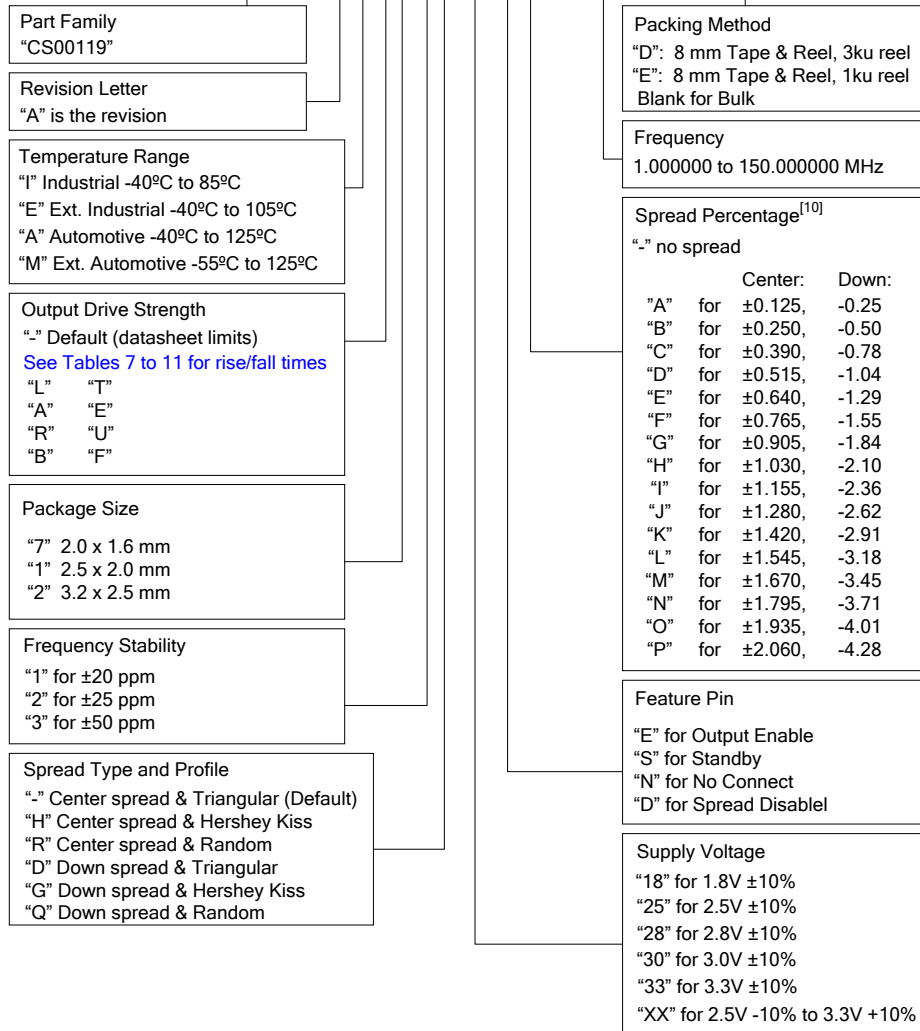 Part Family
“CS00119”
Revision Letter
“A” is the revision
Temperature Range
“I” Industrial -40ºC to 85ºC
“E” Ext. Industrial -40ºC to 105ºC
“A” Automotive -40ºC to 125ºC
“M” Ext. Automotive -55ºC to 125ºC
Output Drive Strength
“-” Default (datasheet limits)
See Tables 7 to 11 for rise/fall times
“L” “T”
“A” “E”
“R” “U”
“B” “F”
Package Size
“7” 2.0 x 1.6 mm
“1” 2.5 x 2.0 mm
“2” 3.2 x 2.5 mm
Frequency Stability
“1” for ±20 ppm
“2” for ±25 ppm
“3” for ±50 ppm
Spread Type and Profile
“-” Center spread & Triangular (Default)
“H” Center spread & Hershey Kiss
“R” Center spread & Random
“D” Down spread & Triangular
“G” Down spread & Hershey Kiss
“Q” Down spread & Random
Packing Method
“D”: 8 mm Tape & Reel, 3ku reel
“E”: 8 mm Tape & Reel, 1ku reel
Blank for Bulk
Frequency
1.000000 to 150.000000 MHz
Spread Percentage[10]
“-” no spread
Center: Down:
”A” for ±0.125, -0.25
“B” for ±0.250, -0.50
“C” for ±0.390, -0.78
“D” for ±0.515, -1.04
“E” for ±0.640, -1.29
“F” for ±0.765, -1.55
“G” for ±0.905, -1.84
“H” for ±1.030, -2.10
“I” for ±1.155, -2.36
“J” for ±1.280, -2.62
“K” for ±1.420, -2.91
“L” for ±1.545, -3.18
“M” for ±1.670, -3.45
“N” for ±1.795, -3.71
“O” for ±1.935, -4.01
“P” for ±2.060, -4.28
Feature Pin
“E” for Output Enable
“S” for Standby
“N” for No Connect
“D” for Spread Disablel
Supply Voltage
“18” for 1.8V ±10%
“25” for 2.5V ±10%
“28” for 2.8V ±10%
“30” for 3.0V ±10%
“33” for 3.3V ±10%
“XX” for 2.5V -10% to 3.3V +10%